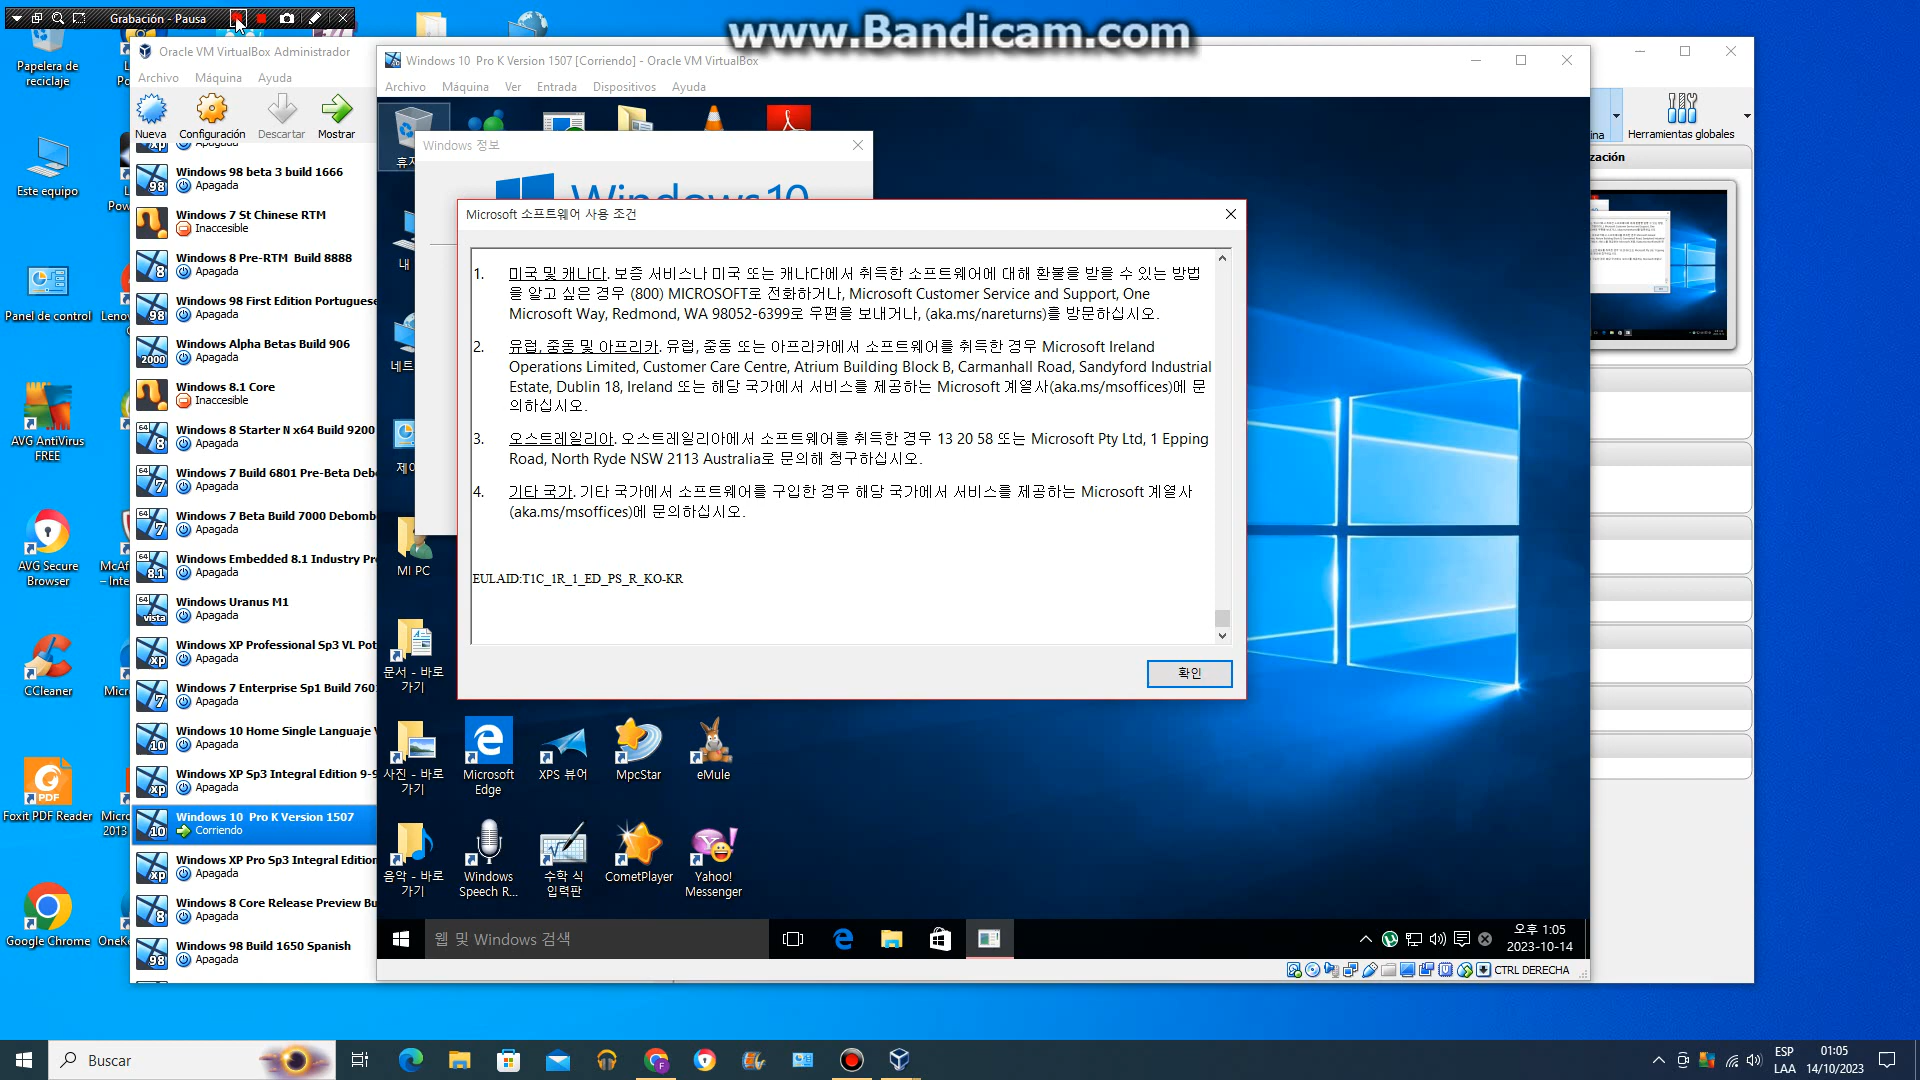 Grabación - Pausa
www.Bandicam.com
Papelera de
reciclaje
Este equipo
Panel de control
AVG AntiVirus
FREE
AVG Secure
Browser
CCleaner
Foxit PDF Reader
Google Chrome
Oracle VM VirtualBox Administrador
Archivo
Máquina
Ayuda
Nueva
Configuración
Descartar
Mostrar
Apagada
Windows 98 beta 3 build 1666
Apagada
Windows 7 St Chinese RTM
Inaccesible
Windows 8 Pre-RTM Build 8888
Apagada
Windows 98 First Edition Portuguese
Apagada
Windows Alpha Betas Build 906
Apagada
Windows 8.1 Core
Inaccesible
Windows 8 Starter N x64 Build 9200
Apagada
Windows 7 Build 6801 Pre-Beta Deb
Apagada
Windows 7 Beta Build 7000 Debomb
Apagada
Windows Embedded 8.1 Industry Pr
Apagada
Windows Uranus M1
Apagada
Windows XP Professional Sp3 VL Pot
Apagada
Windows 7 Enterprise Sp1 Build 760
Apagada
Windows 10 Home Single Languaje V
Apagada
Windows XP Sp3 Integral Edition 9-9
Apagada
Windows 10 Pro K Version 1507
Corriendo
Windows XP Pro Sp3 Integral Edition
Apagada
Windows 8 Core Release Preview Bu
Apagada
Windows 98 Build 1650 Spanish
Apagada
Windows 10 Pro K Version 1507 [Corriendo] - Oracle VM VirtualBox
Archivo
Máquina
Ver
Entrada
Dispositivos
Ayuda
Herramientas globales
Windows 정보
Windows 10
Microsoft 소프트웨어 사용 조건
1. 미국 및 캐나다. 보증 서비스나 미국 또는 캐나다에서 취득한 소프트웨어에 대해 환불을 받을 수 있는 방법
을 알고 싶은 경우 (800) MICROSOFT로 전화하거나, Microsoft Customer Service and Support, One
Microsoft Way, Redmond, WA 98052-6399로 우편을 보내거나, (aka.ms/nareturns)를 방문하십시오.
2. 유럽, 중동 및 아프리카. 유럽, 중동 또는 아프리카에서 소프트웨어를 취득한 경우 Microsoft Ireland
Operations Limited, Customer Care Centre, Atrium Building Block B, Carmanhall Road, Sandyford Industrial
Estate, Dublin 18, Ireland 또는 해당 국가에서 서비스를 제공하는 Microsoft 계열사(aka.ms/msoffices)에 문
의하십시오.
3. 오스트레일리아. 오스트레일리아에서 소프트웨어를 취득한 경우 13 20 58 또는 Microsoft Pty Ltd, 1 Epping
Road, North Ryde NSW 2113 Australia로 문의해 청구하십시오.
4. 기타 국가. 기타 국가에서 소프트웨어를 구입한 경우 해당 국가에서 서비스를 제공하는 Microsoft 계열사
(aka.ms/msoffices)에 문의하십시오.
EULAID:T1C_1R_1_ED_PS_R_KO-KR
확인
MI PC
문서 - 바로
가기
사진 - 바로
가기
Microsoft
Edge
XPS 뷰어
MpcStar
eMule
음악 - 바로
가기
Windows
Speech R...
수학 식
입력판
CometPlayer
Yahoo!
Messenger
웹 및 Windows 검색
오후 1:05
2023-10-14
CTRL DERECHA
Buscar
ESP
LAA
01:05
14/10/2023